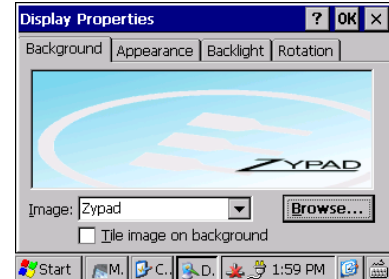 Display Properties ? OK ×
Background Appearance Backlight Rotation
ZYPAD
Image: Zypad Browse...
Tile image on background
Start M. C.. D. 1:59 PM